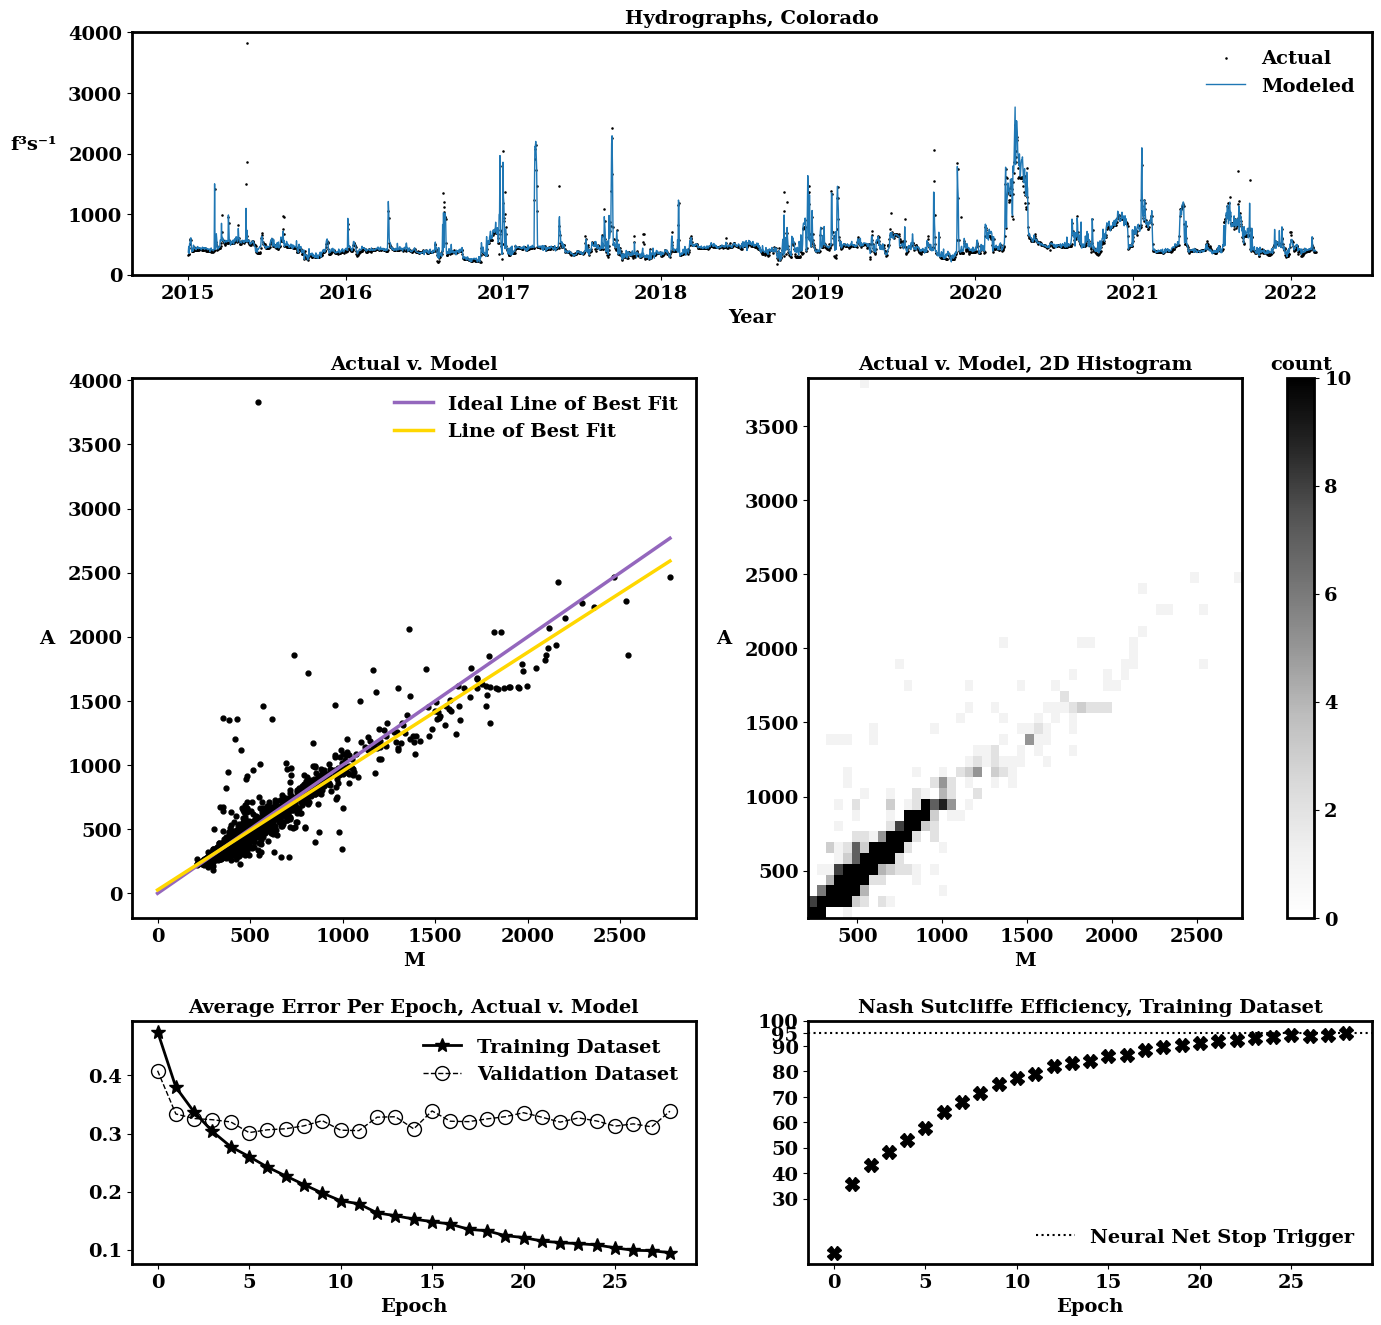 Hydrographs, Colorado
4000
3000
2000
1000
0
f³s⁻¹
Actual
Modeled
2015 2016 2017 2018 2019 2020 2021 2022
Year
Actual v. Model
4000
3500
3000
2500
2000
1500
1000
500
0
A
Ideal Line of Best Fit
Line of Best Fit
0 500 1000 1500 2000 2500
M
Actual v. Model, 2D Histogram
3500
3000
2500
2000
1500
1000
500
A
500 1000 1500 2000 2500
M
count
10
8
6
4
2
0
Average Error Per Epoch, Actual v. Model
0.4
0.3
0.2
0.1
Training Dataset
Validation Dataset
0 5 10 15 20 25
Epoch
Nash Sutcliffe Efficiency, Training Dataset
100
95
90
80
70
60
50
40
30
Neural Net Stop Trigger
0 5 10 15 20 25
Epoch